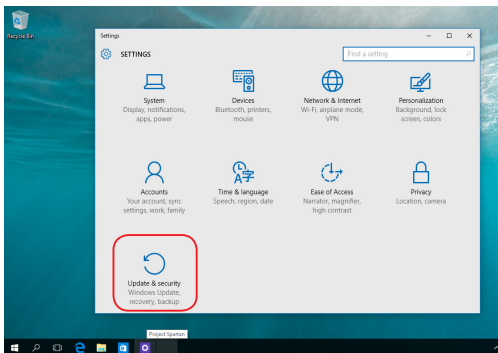 Recycle Bin
Settings
SETTINGS
Find a setting
System
Display, notifications,
apps, power
Devices
Bluetooth, printers,
mouse
Network & Internet
Wi-Fi, airplane mode,
VPN
Personalization
Background, lock
screen, colors
Accounts
Your account, sync
settings, work, family
Time & language
Speech, region, date
Ease of Access
Narrator, magnifier,
high contrast
Privacy
Location, camera
Update & security
Windows Update,
recovery, backup
Project Spartan